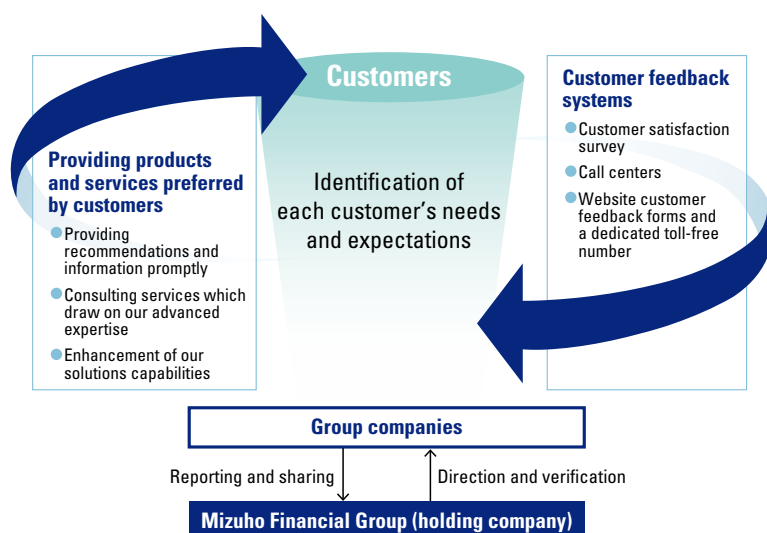 Customers
Providing products
and services preferred
by customers
Providing
recommendations and
information promptly
Consulting services which
draw on our advanced
expertise
Enhancement of our
solutions capabilities
Identification of
each customer's needs
and expectations
Customer feedback
systems
Customer satisfaction
survey
Call centers
Website customer
feedback forms and
a dedicated toll-free
number
Group companies
Reporting and sharing
Direction and verification
Mizuho Financial Group (holding company)